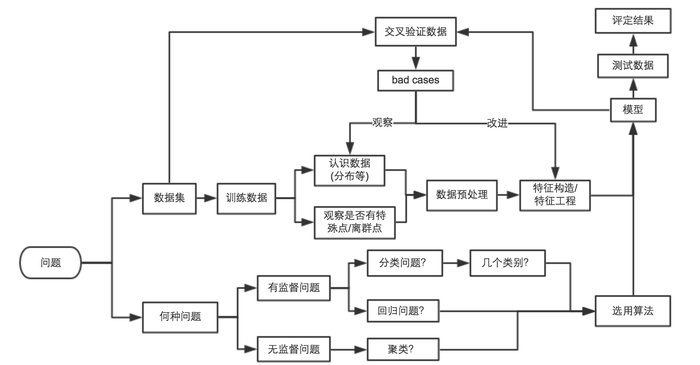 评定结果
交叉验证数据
测试数据
bad cases
模型
观察
改进
认识数据
(分布等)
数据集
训练数据
数据预处理
特征构造/
特征工程
观察是否有特
殊点/离群点
问题
分类问题?
几个类别?
有监督问题
何种问题
回归问题?
选用算法
无监督问题
聚类?